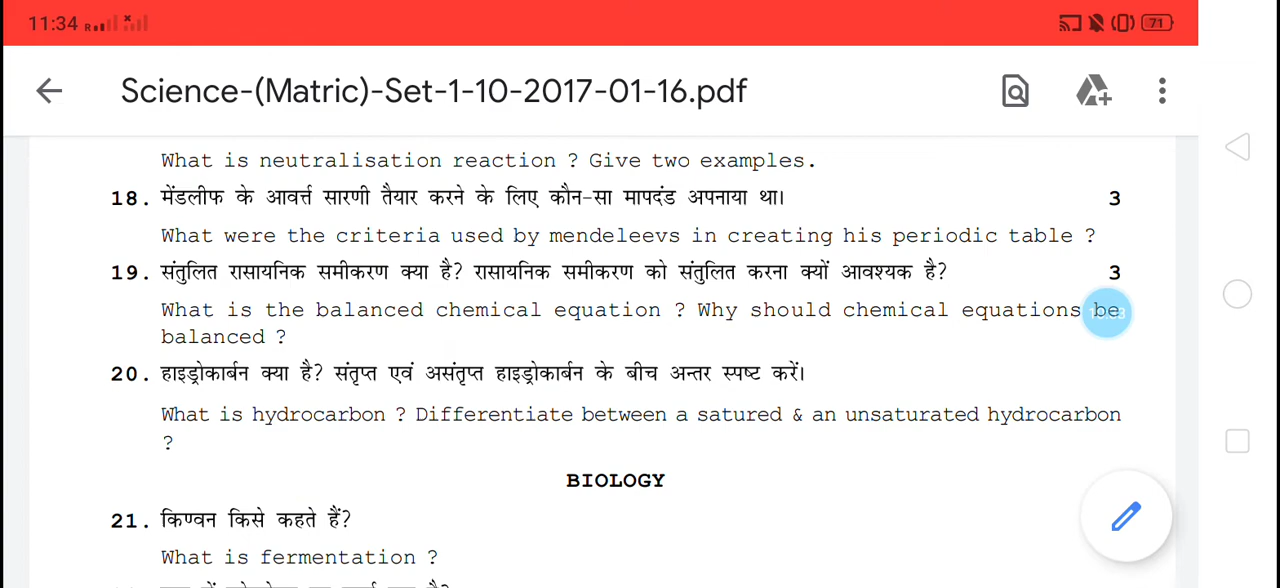 11:34
71
Science-(Matric)-Set-1-10-2017-01-16.pdf
What is neutralisation reaction ? Give two examples.
18. मेंडलीफ के आवर्त्त सारणी तैयार करने के लिए कौन-सा मापदंड अपनाया था। 3
What were the criteria used by mendeleevs in creating his periodic table ?
19. संतुलित रासायनिक समीकरण क्या है? रासायनिक समीकरण को संतुलित करना क्यों आवश्यक है? 3
What is the balanced chemical equation ? Why should chemical equations be
balanced ?
20. हाइड्रोकार्बन क्या है? संतृप्त एवं असंतृप्त हाइड्रोकार्बन के बीच अन्तर स्पष्ट करें।
What is hydrocarbon ? Differentiate between a satured & an unsaturated hydrocarbon
?
BIOLOGY
21. किण्वन किसे कहते हैं?
What is fermentation ?